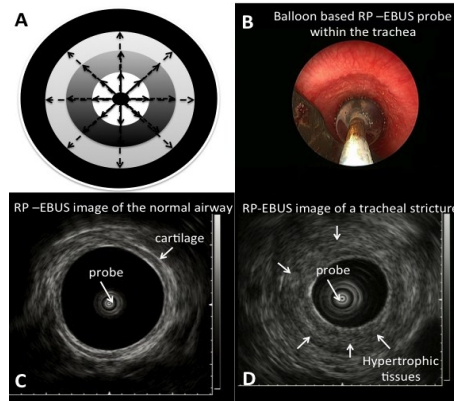 A
B
Balloon based RP –EBUS probe
within the trachea
RP –EBUS image of the normal airway
cartilage
probe
C
RP-EBUS image of a tracheal stricture
probe
Hypertrophic
tissues
D